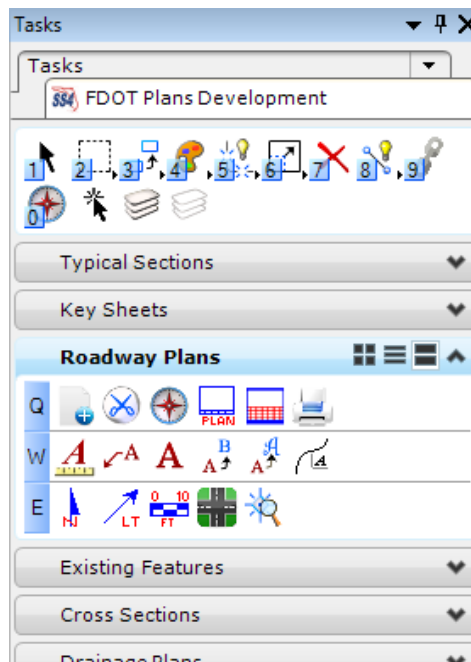 Tasks
Tasks
SS4 FDOT Plans Development
1 2 3 4 5 6 7 8 9
0
Typical Sections
Key Sheets
Roadway Plans
Q PLAN
W A A A B A A A A
E N LT 0 10 FT
Existing Features
Cross Sections
Drainage Plans